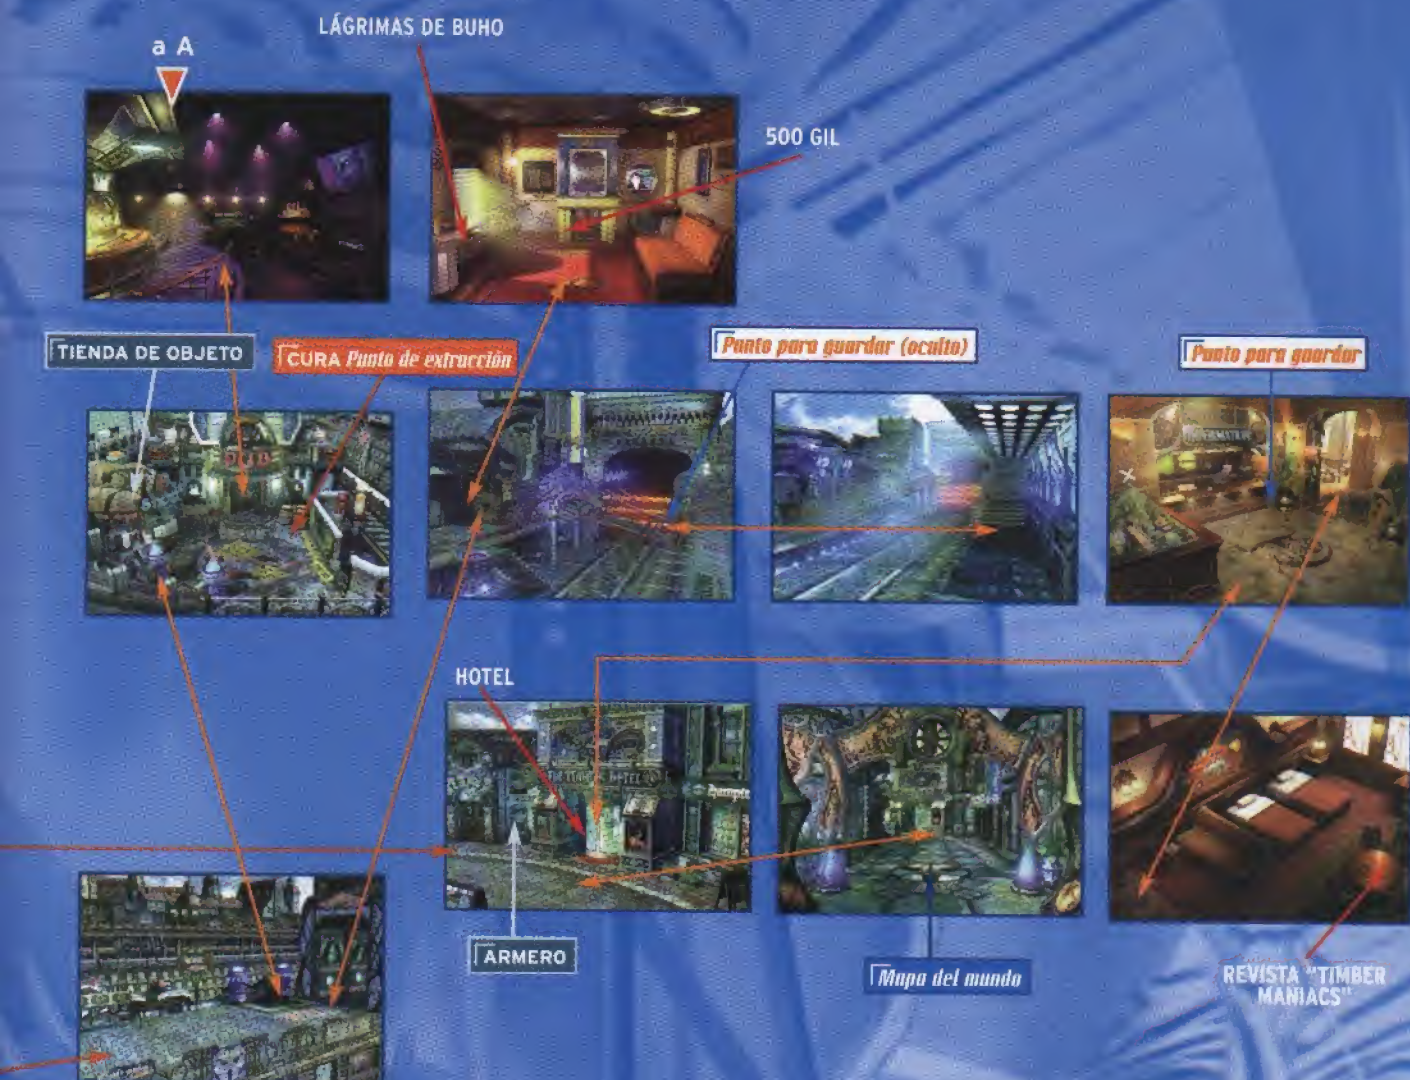 LÁGRIMAS DE BUHO
a A
500 GIL
TIENDA DE OBJETO
CURA Punto de extracción
Punto para guardar (oculto)
Punto para guardar
HOTEL
ARMERO
Mapa del mundo
REVISTA "TIMBER
MANIACS"